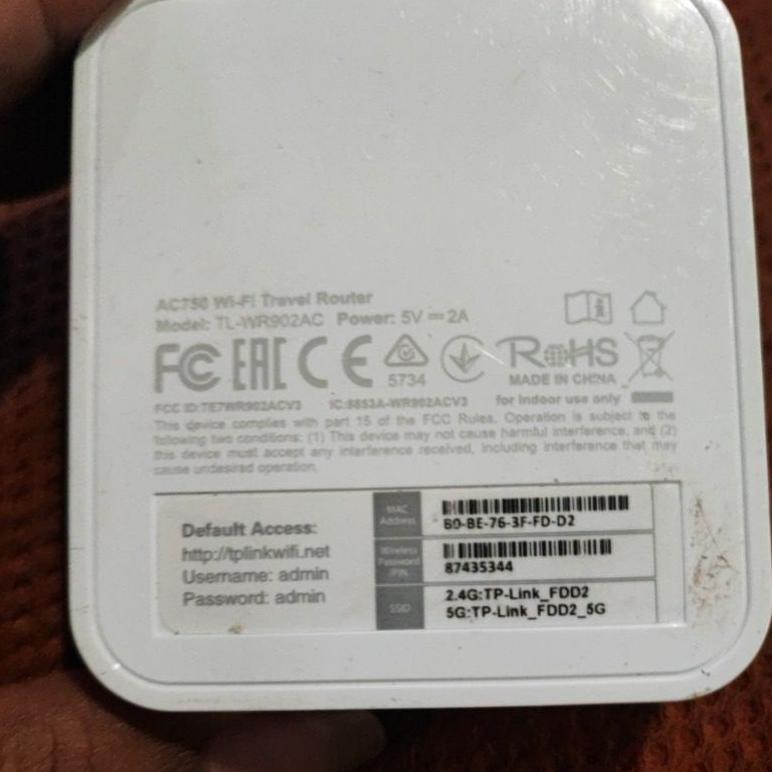 AC750 Wi-Fi Travel Router
Model: TL-WR902AC Power: 5V ⎓ 2A
FC EAC CE 5734 RoHS
MADE IN CHINA
FCC ID:TE7WR902ACV3 IC:8853A-WR902ACV3 for indoor use only
This device complies with part 15 of the FCC Rules. Operation is subject to the
following two conditions: (1) This device may not cause harmful interference, and (2)
this device must accept any interference received, including interference that may
cause undesired operation.
Default Access:
http://tplinkwifi.net
Username: admin
Password: admin
MAC
Address
B0-BE-76-3F-FD-D2
Wireless
Password
/PIN
87435344
SSID
2.4G:TP-Link_FDD2
5G:TP-Link_FDD2_5G